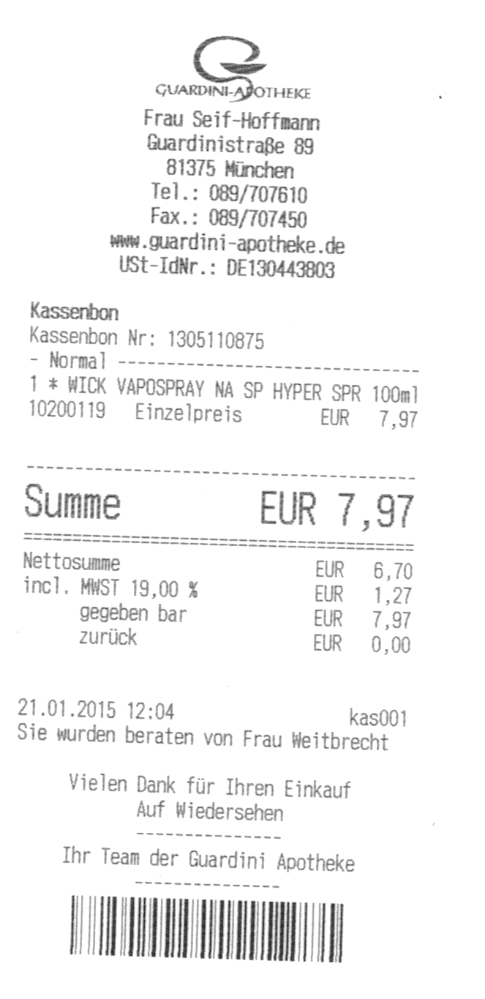 GUARDINI-APOTHEKE
Frau Seif-Hoffmann
Guardinistraße 89
81375 München
Tel.: 089/707610
Fax.: 089/707450
www.guardini-apotheke.de
USt-IdNr.: DE130443803
Kassenbon
Kassenbon Nr: 1305110875
- Normal -------------------------------
1 * WICK VAPOSPRAY NA SP HYPER SPR 100ml
10200119 Einzelpreis EUR 7,97
----------------------------------------
Summe EUR 7,97
========================================
Nettosumme EUR 6,70
incl. MWST 19,00 % EUR 1,27
gegeben bar EUR 7,97
zurück EUR 0,00
21.01.2015 12:04 kas001
Sie wurden beraten von Frau Weitbrecht
Vielen Dank für Ihren Einkauf
Auf Wiedersehen
---------------
Ihr Team der Guardini Apotheke
---------------